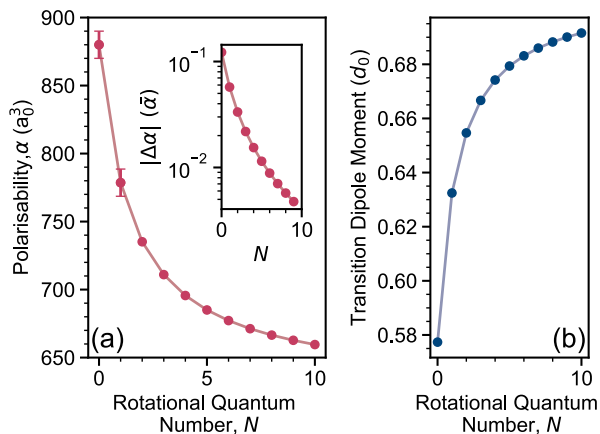 900
850
800
750
700
650
Polarisability, α (a₀³)
(a)
0
5
10
Rotational Quantum
Number, N
10⁻¹
10⁻²
|Δα| (ᾱ)
0
10
N
0.68
0.66
0.64
0.62
0.60
0.58
Transition Dipole Moment (d₀)
(b)
0
10
Rotational Quantum
Number, N